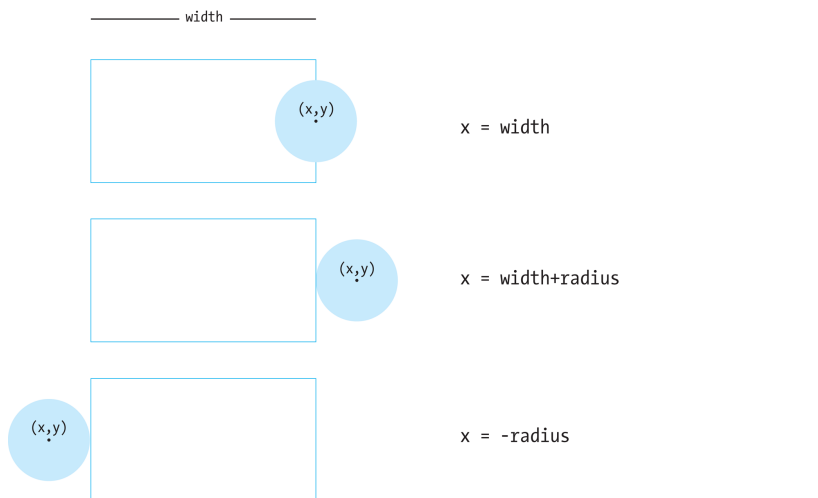 width
(x,y)
x = width
(x,y)
x = width+radius
(x,y)
x = -radius